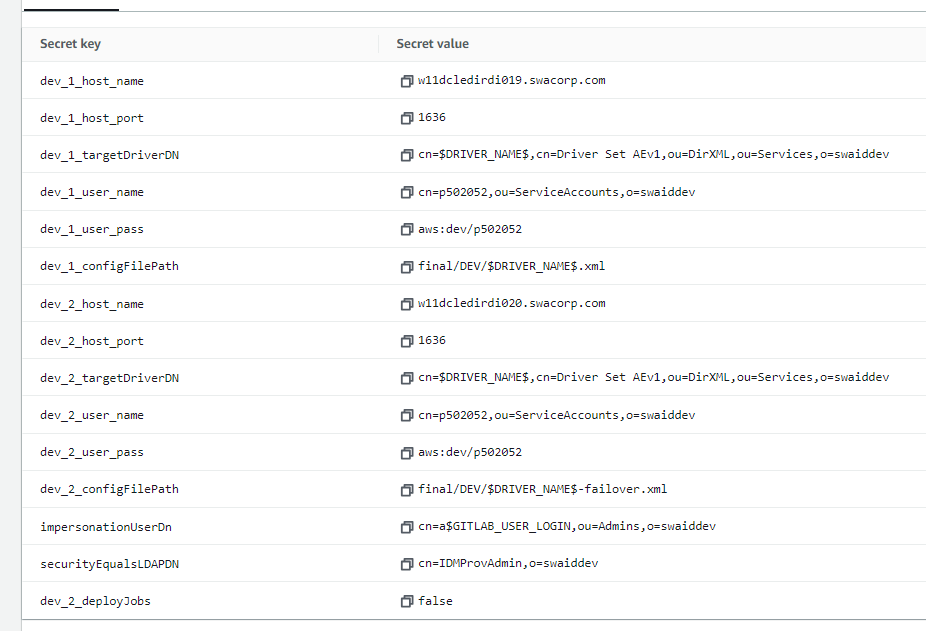 Secret key Secret value
dev_1_host_name w11dcledirdi019.swacorp.com
dev_1_host_port 1636
dev_1_targetDriverDN cn=$DRIVER_NAME$,cn=Driver Set AEv1,ou=DirXML,ou=Services,o=swaiddev
dev_1_user_name cn=p502052,ou=ServiceAccounts,o=swaiddev
dev_1_user_pass aws:dev/p502052
dev_1_configFilePath final/DEV/$DRIVER_NAME$.xml
dev_2_host_name w11dcledirdi020.swacorp.com
dev_2_host_port 1636
dev_2_targetDriverDN cn=$DRIVER_NAME$,cn=Driver Set AEv1,ou=DirXML,ou=Services,o=swaiddev
dev_2_user_name cn=p502052,ou=ServiceAccounts,o=swaiddev
dev_2_user_pass aws:dev/p502052
dev_2_configFilePath final/DEV/$DRIVER_NAME$-failover.xml
impersonationUserDn cn=a$GITLAB_USER_LOGIN,ou=Admins,o=swaiddev
securityEqualsLDAPDN cn=IDMProvAdmin,o=swaiddev
dev_2_deployJobs false